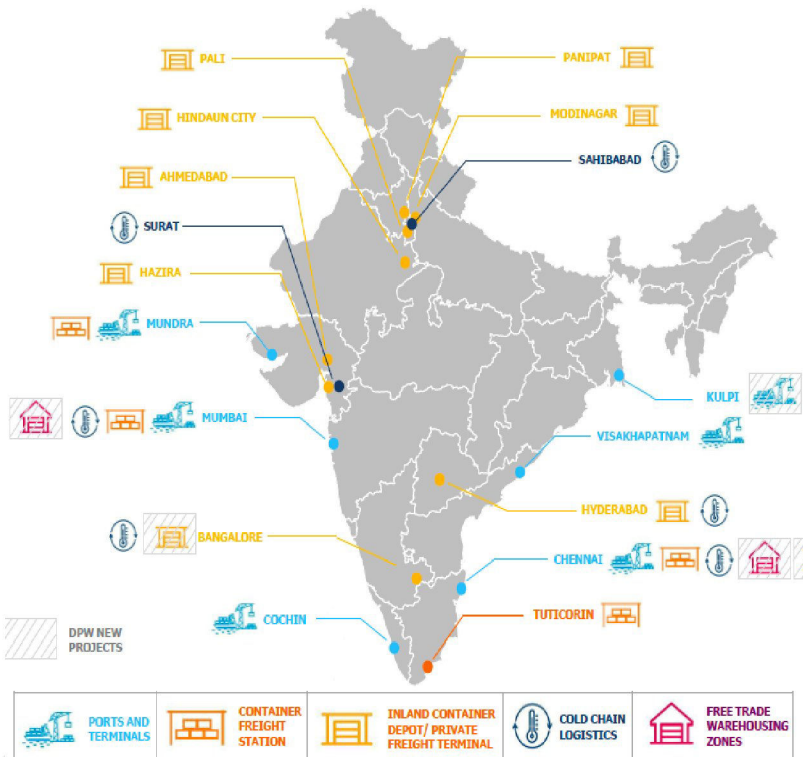 PALI
PANIPAT
HINDAUN CITY
MODINAGAR
SAHIBABAD
AHMEDABAD
SURAT
HAZIRA
MUNDRA
KULPI
MUMBAI
VISAKHAPATNAM
HYDERABAD
BANGALORE
CHENNAI
TUTICORIN
COCHIN
DPW NEW
PROJECTS
PORTS AND
TERMINALS
CONTAINER
FREIGHT
STATION
INLAND CONTAINER
DEPOT/ PRIVATE
FREIGHT TERMINAL
COLD CHAIN
LOGISTICS
FREE TRADE
WAREHOUSING
ZONES